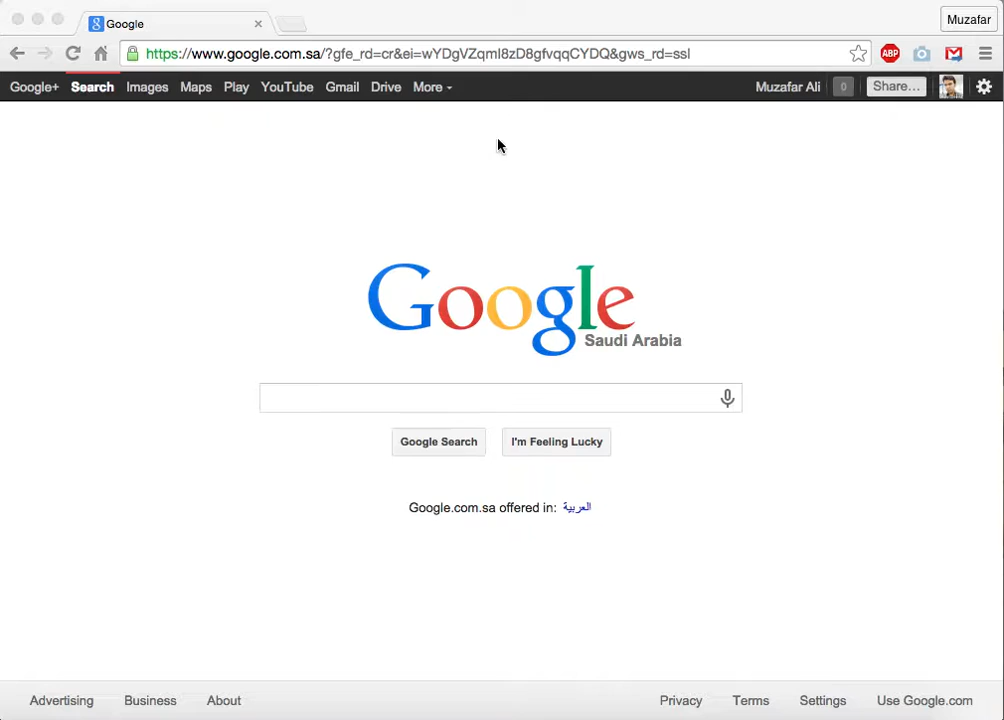 Google
Muzafar
https://www.google.com.sa/?gfe_rd=cr&ei=wYDgVZqml8zD8gfvqqCYDQ&gws_rd=ssl
ABP
Google+ Search Images Maps Play YouTube Gmail Drive More Muzafar Ali 0 Share...
Google
Saudi Arabia
Google Search I'm Feeling Lucky
Google.com.sa offered in: العربية
Advertising Business About Privacy Terms Settings Use Google.com